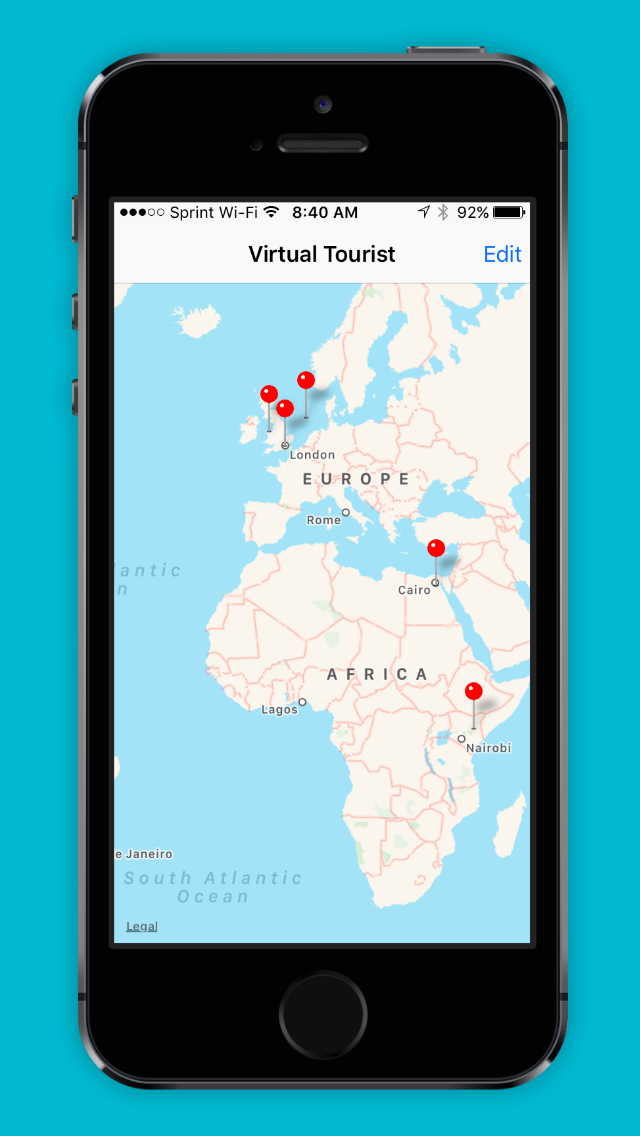 Sprint Wi-Fi 8:40 AM 92%
Virtual Tourist Edit
London
EUROPE
Rome
lantic
n
Cairo
AFRICA
Lagos
Nairobi
e Janeiro
South Atlantic
Ocean
Legal